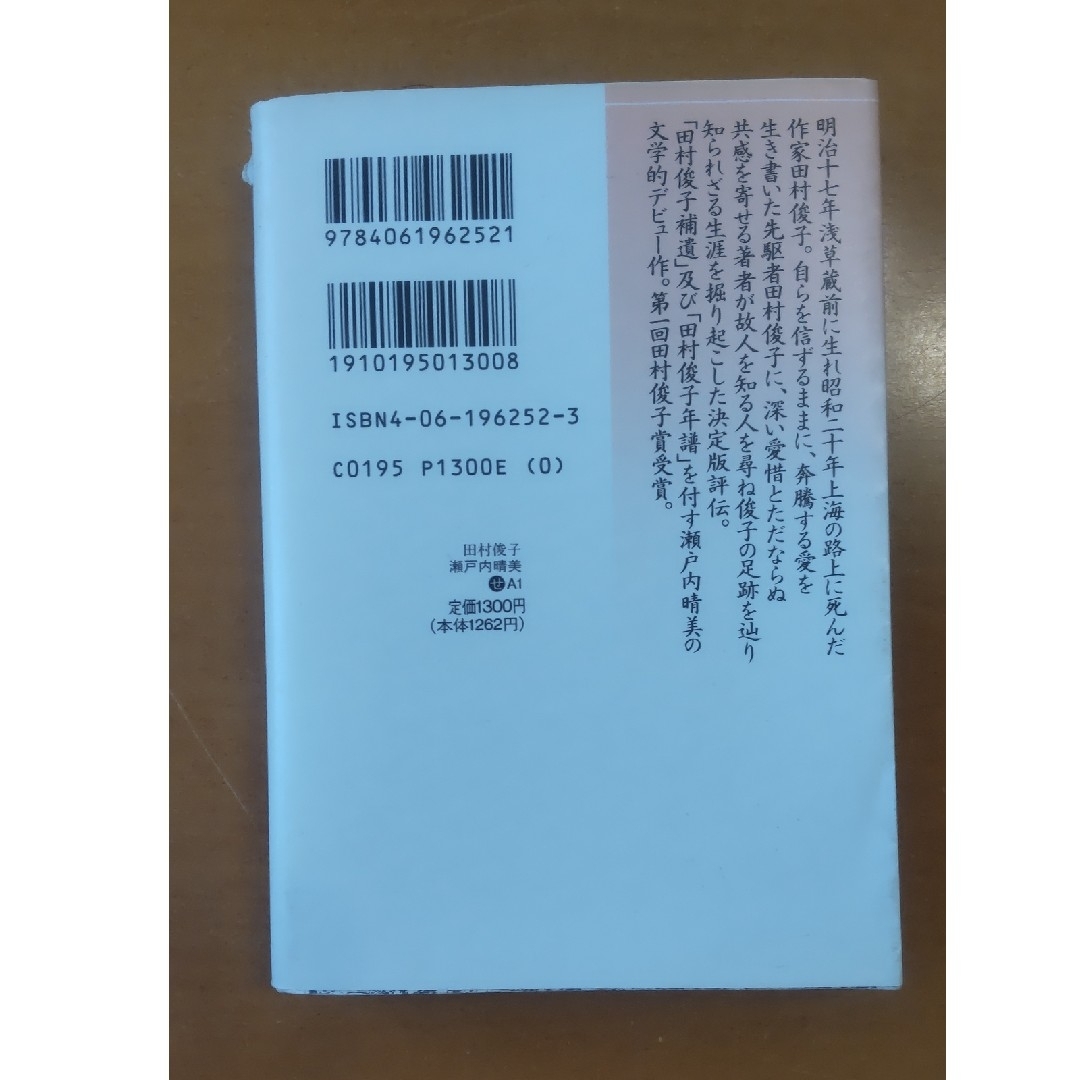 明治十七年浅草蔵前に生れ昭和二十年上海の路上に死んだ
作家田村俊子。自らを信ずるままに、奔騰する愛を
生き書いた先駆者田村俊子に、深い愛惜とただならぬ
共感を寄せる著者が故人を知る人を尋ね俊子の足跡を辿り
知られざる生涯を掘り起こした決定版評伝。
「田村俊子補遺」及び「田村俊子年譜」を付す瀬戸内晴美の
文学的デビュー作。第一回田村俊子賞受賞。
9784061962521
1910195013008
ISBN4-06-196252-3
C0195 P1300E (0)
田村俊子
瀬戸内晴美
せA1
定価1300円
(本体1262円)